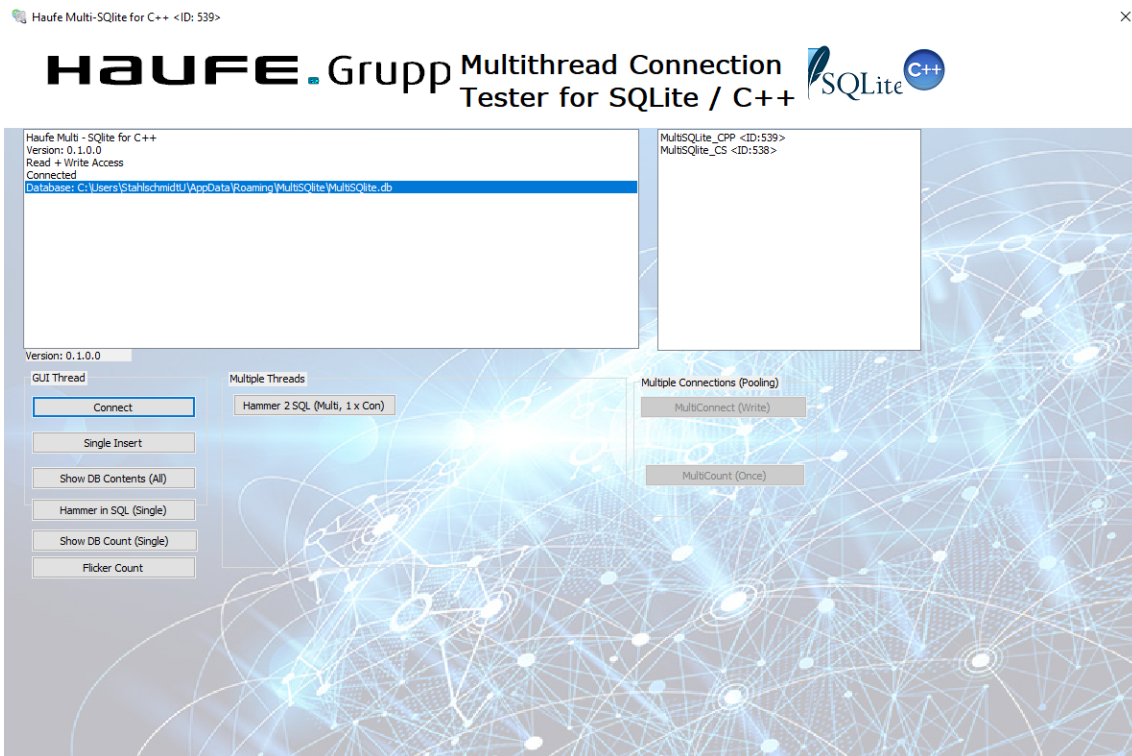 Haufe Multi-SQlite for C++ <ID: 539>
HAUFE.Grupp
Multithread Connection
Tester for SQLite / C++
SQLite
C++
Haufe Multi - SQlite for C++
Version: 0.1.0.0
Read + Write Access
Connected
Database: C:\Users\StahlschmidtU\AppData\Roaming\MultiSQlite\MultiSQlite.db
MultiSQLite_CPP <ID:539>
MultiSQlite_CS <ID:538>
Version: 0.1.0.0
GUI Thread
Connect
Single Insert
Show DB Contents (All)
Hammer in SQL (Single)
Show DB Count (Single)
Flicker Count
Multiple Threads
Hammer 2 SQL (Multi, 1 x Con)
Multiple Connections (Pooling)
MultiConnect (Write)
MultiCount (Once)